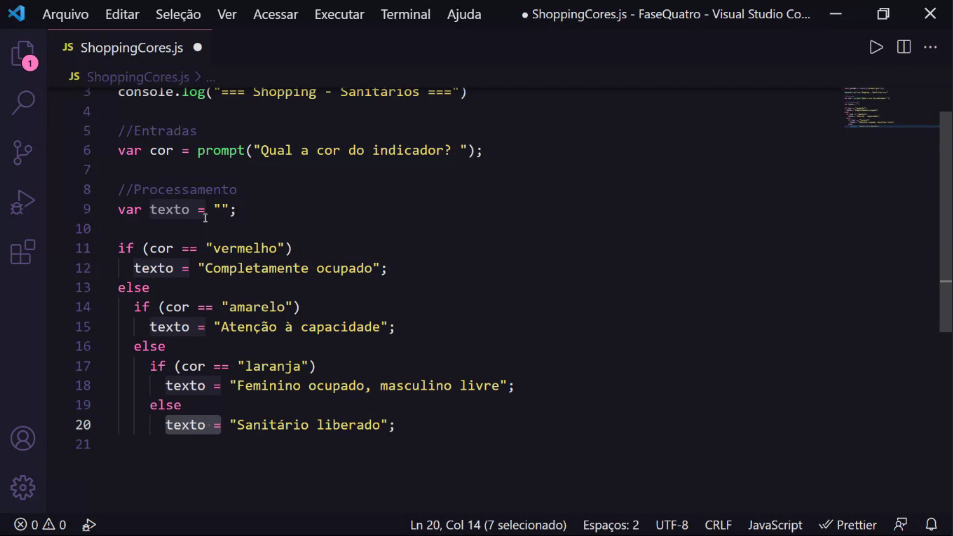 Arquivo Editar Seleção Ver Acessar Executar Terminal Ajuda ● ShoppingCores.js - FaseQuatro - Visual Studio Co...
JS ShoppingCores.js ●
JS ShoppingCores.js > ...
1
3 console.log("=== Shopping - Sanitários ===")
4
5 //Entradas
6 var cor = prompt("Qual a cor do indicador? ");
7
8 //Processamento
9 var texto = "";
10
11 if (cor == "vermelho")
12 texto = "Completamente ocupado";
13 else
14 if (cor == "amarelo")
15 texto = "Atenção à capacidade";
16 else
17 if (cor == "laranja")
18 texto = "Feminino ocupado, masculino livre";
19 else
20 texto = "Sanitário liberado";
21
0 0 Ln 20, Col 14 (7 selecionado) Espaços: 2 UTF-8 CRLF JavaScript Prettier